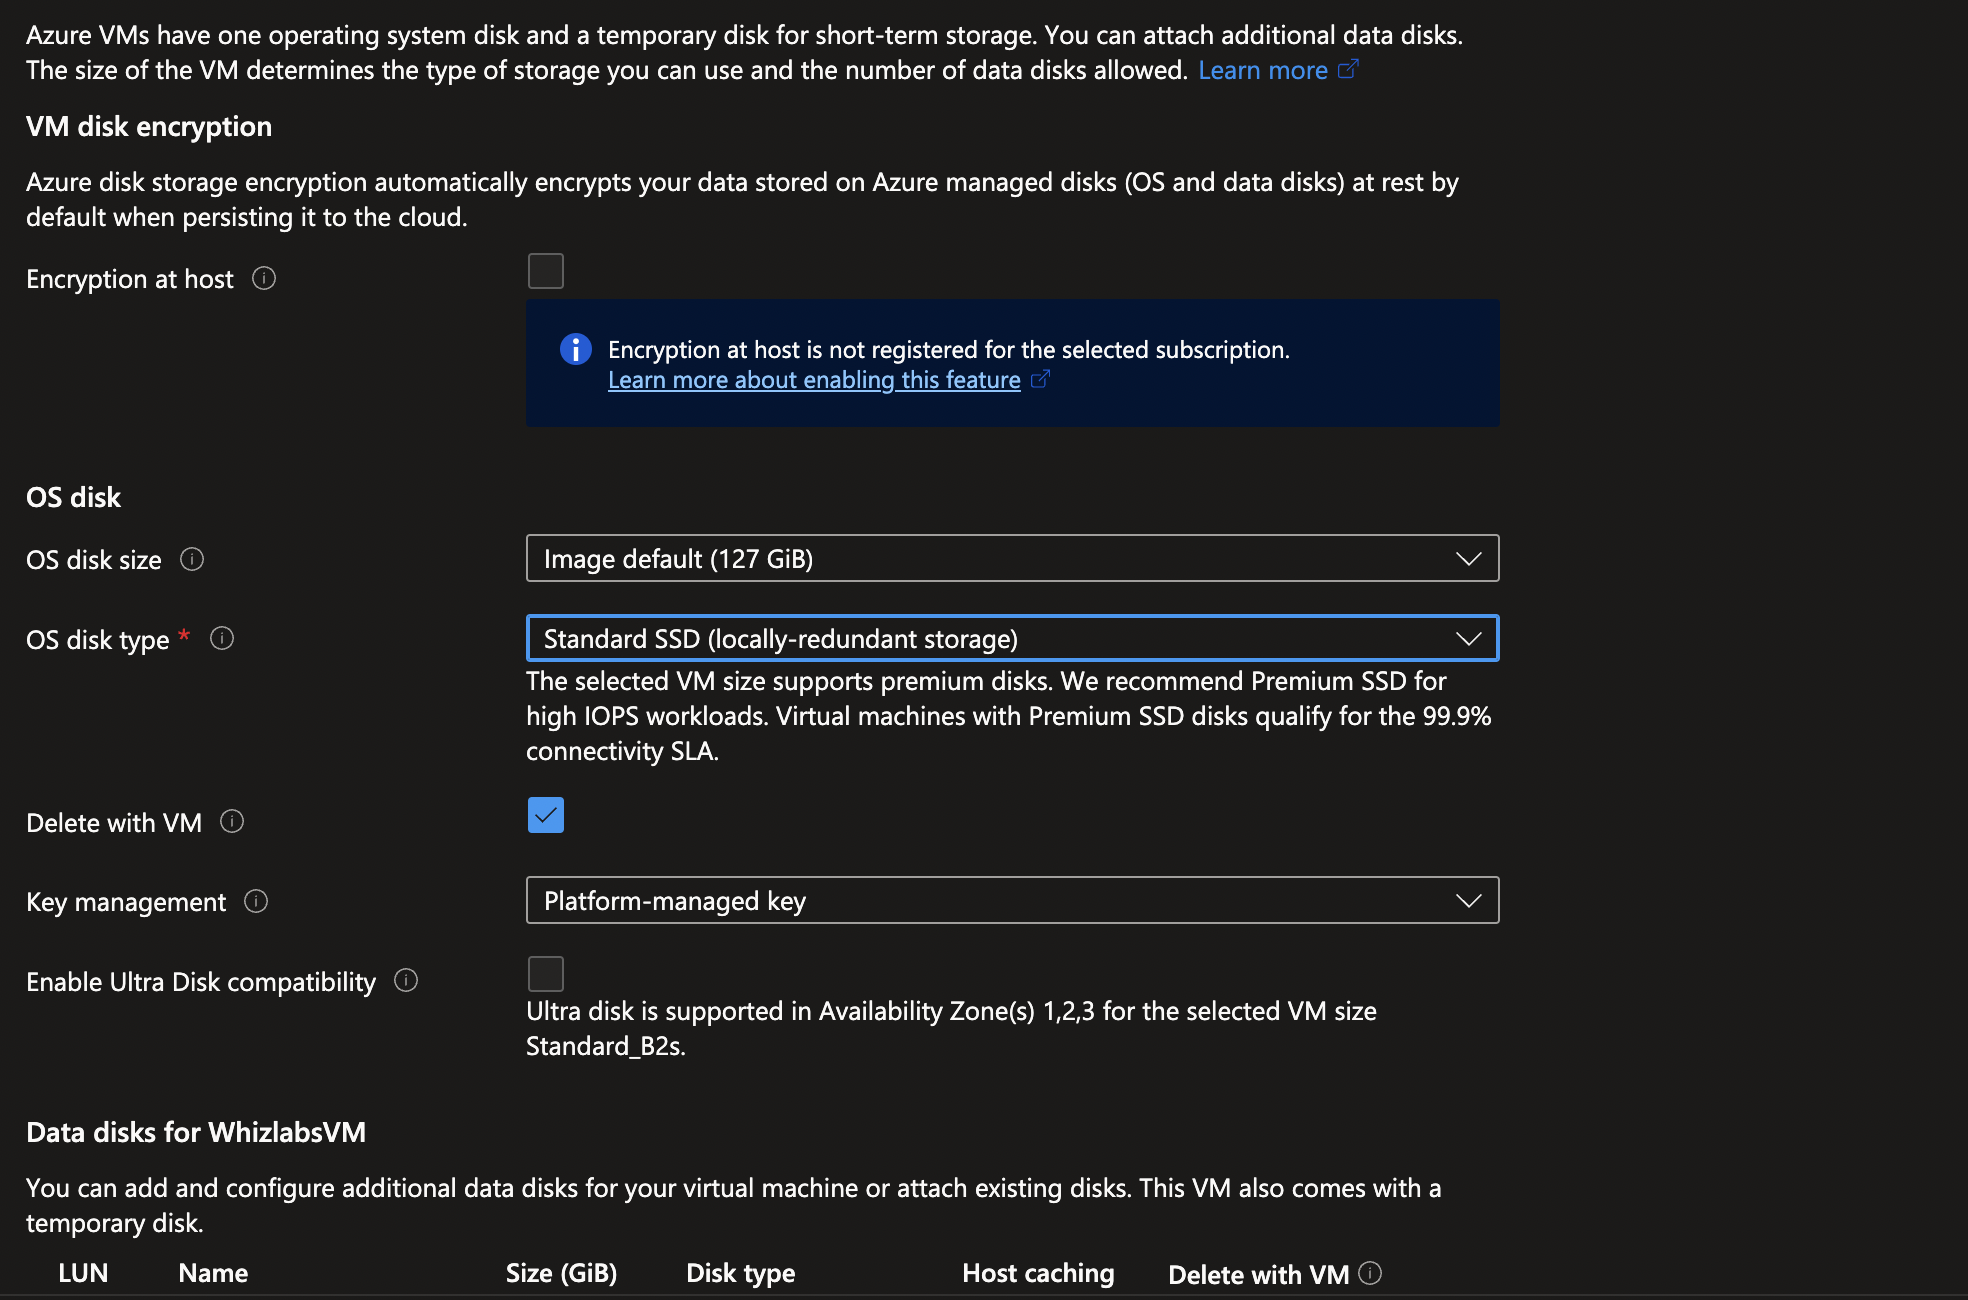 Azure VMs have one operating system disk and a temporary disk for short-term storage. You can attach additional data disks.
The size of the VM determines the type of storage you can use and the number of data disks allowed. Learn more
VM disk encryption
Azure disk storage encryption automatically encrypts your data stored on Azure managed disks (OS and data disks) at rest by
default when persisting it to the cloud.
Encryption at host
Encryption at host is not registered for the selected subscription.
Learn more about enabling this feature
OS disk
OS disk size Image default (127 GiB)
OS disk type * Standard SSD (locally-redundant storage)
The selected VM size supports premium disks. We recommend Premium SSD for
high IOPS workloads. Virtual machines with Premium SSD disks qualify for the 99.9%
connectivity SLA.
Delete with VM
Key management Platform-managed key
Enable Ultra Disk compatibility
Ultra disk is supported in Availability Zone(s) 1,2,3 for the selected VM size
Standard_B2s.
Data disks for WhizlabsVM
You can add and configure additional data disks for your virtual machine or attach existing disks. This VM also comes with a
temporary disk.
LUN Name Size (GiB) Disk type Host caching Delete with VM